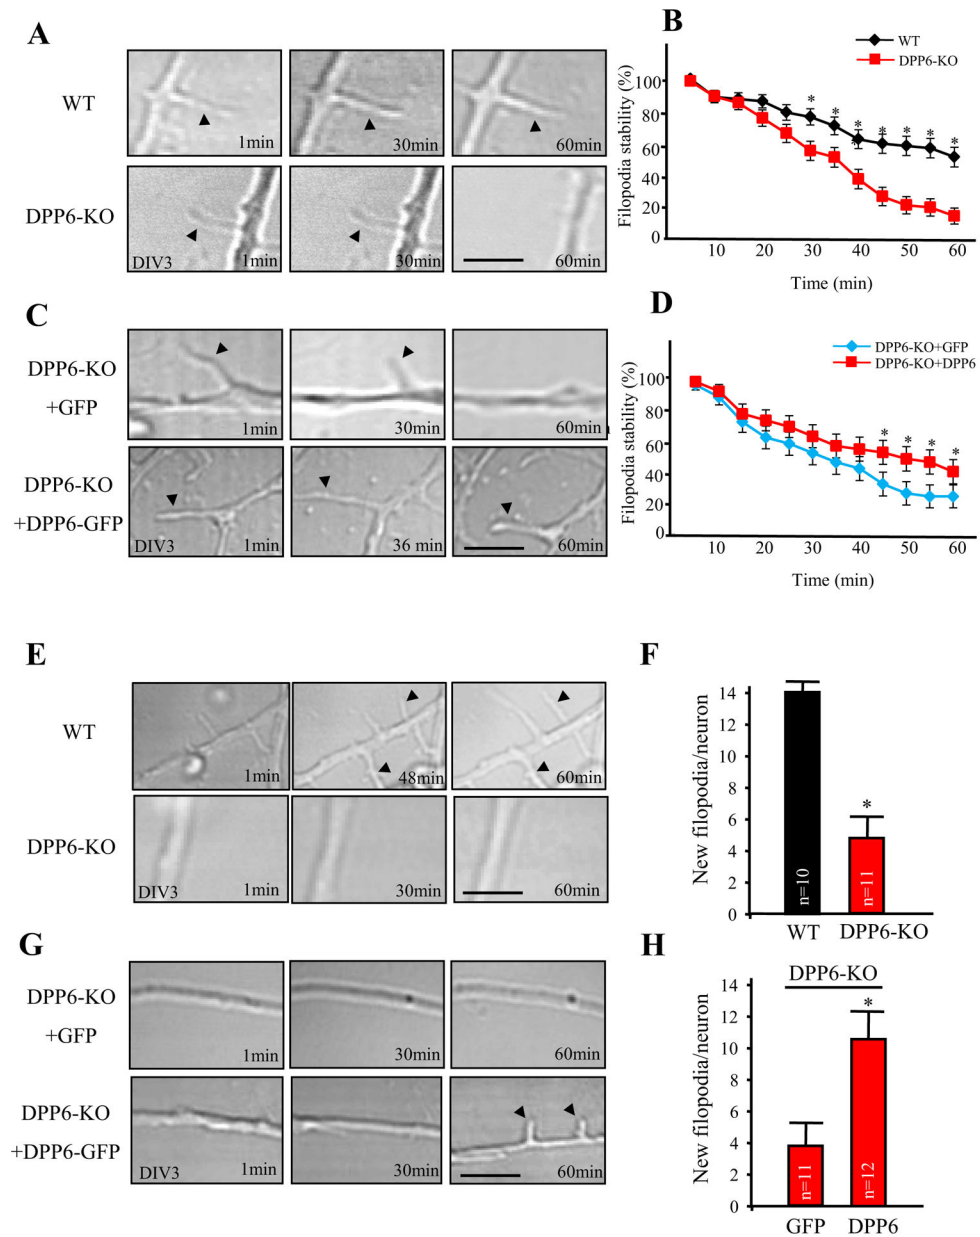 A
WT
1min
30min
60min
DPP6-KO
DIV3
1min
30min
60min
B
WT
DPP6-KO
Filopodia stability (%)
100
80
60
40
20
0
* * * * * * *
10 20 30 40 50 60
Time (min)
C
DPP6-KO
+GFP
1min
30min
60min
DPP6-KO
+DPP6-GFP
DIV3
1min
36 min
60min
D
DPP6-KO+GFP
DPP6-KO+DPP6
Filopodia stability (%)
100
80
60
40
20
0
* * * *
10 20 30 40 50 60
Time (min)
E
WT
1min
48min
60min
DPP6-KO
DIV3
1min
30min
60min
F
New filopodia/neuron
14
12
10
8
6
4
2
0
*
n=10
n=11
WT DPP6-KO
G
DPP6-KO
+GFP
1min
30min
60min
DPP6-KO
+DPP6-GFP
DIV3
1min
30min
60min
H
DPP6-KO
New filopodia/neuron
14
12
10
8
6
4
2
0
*
n=11
n=12
GFP DPP6